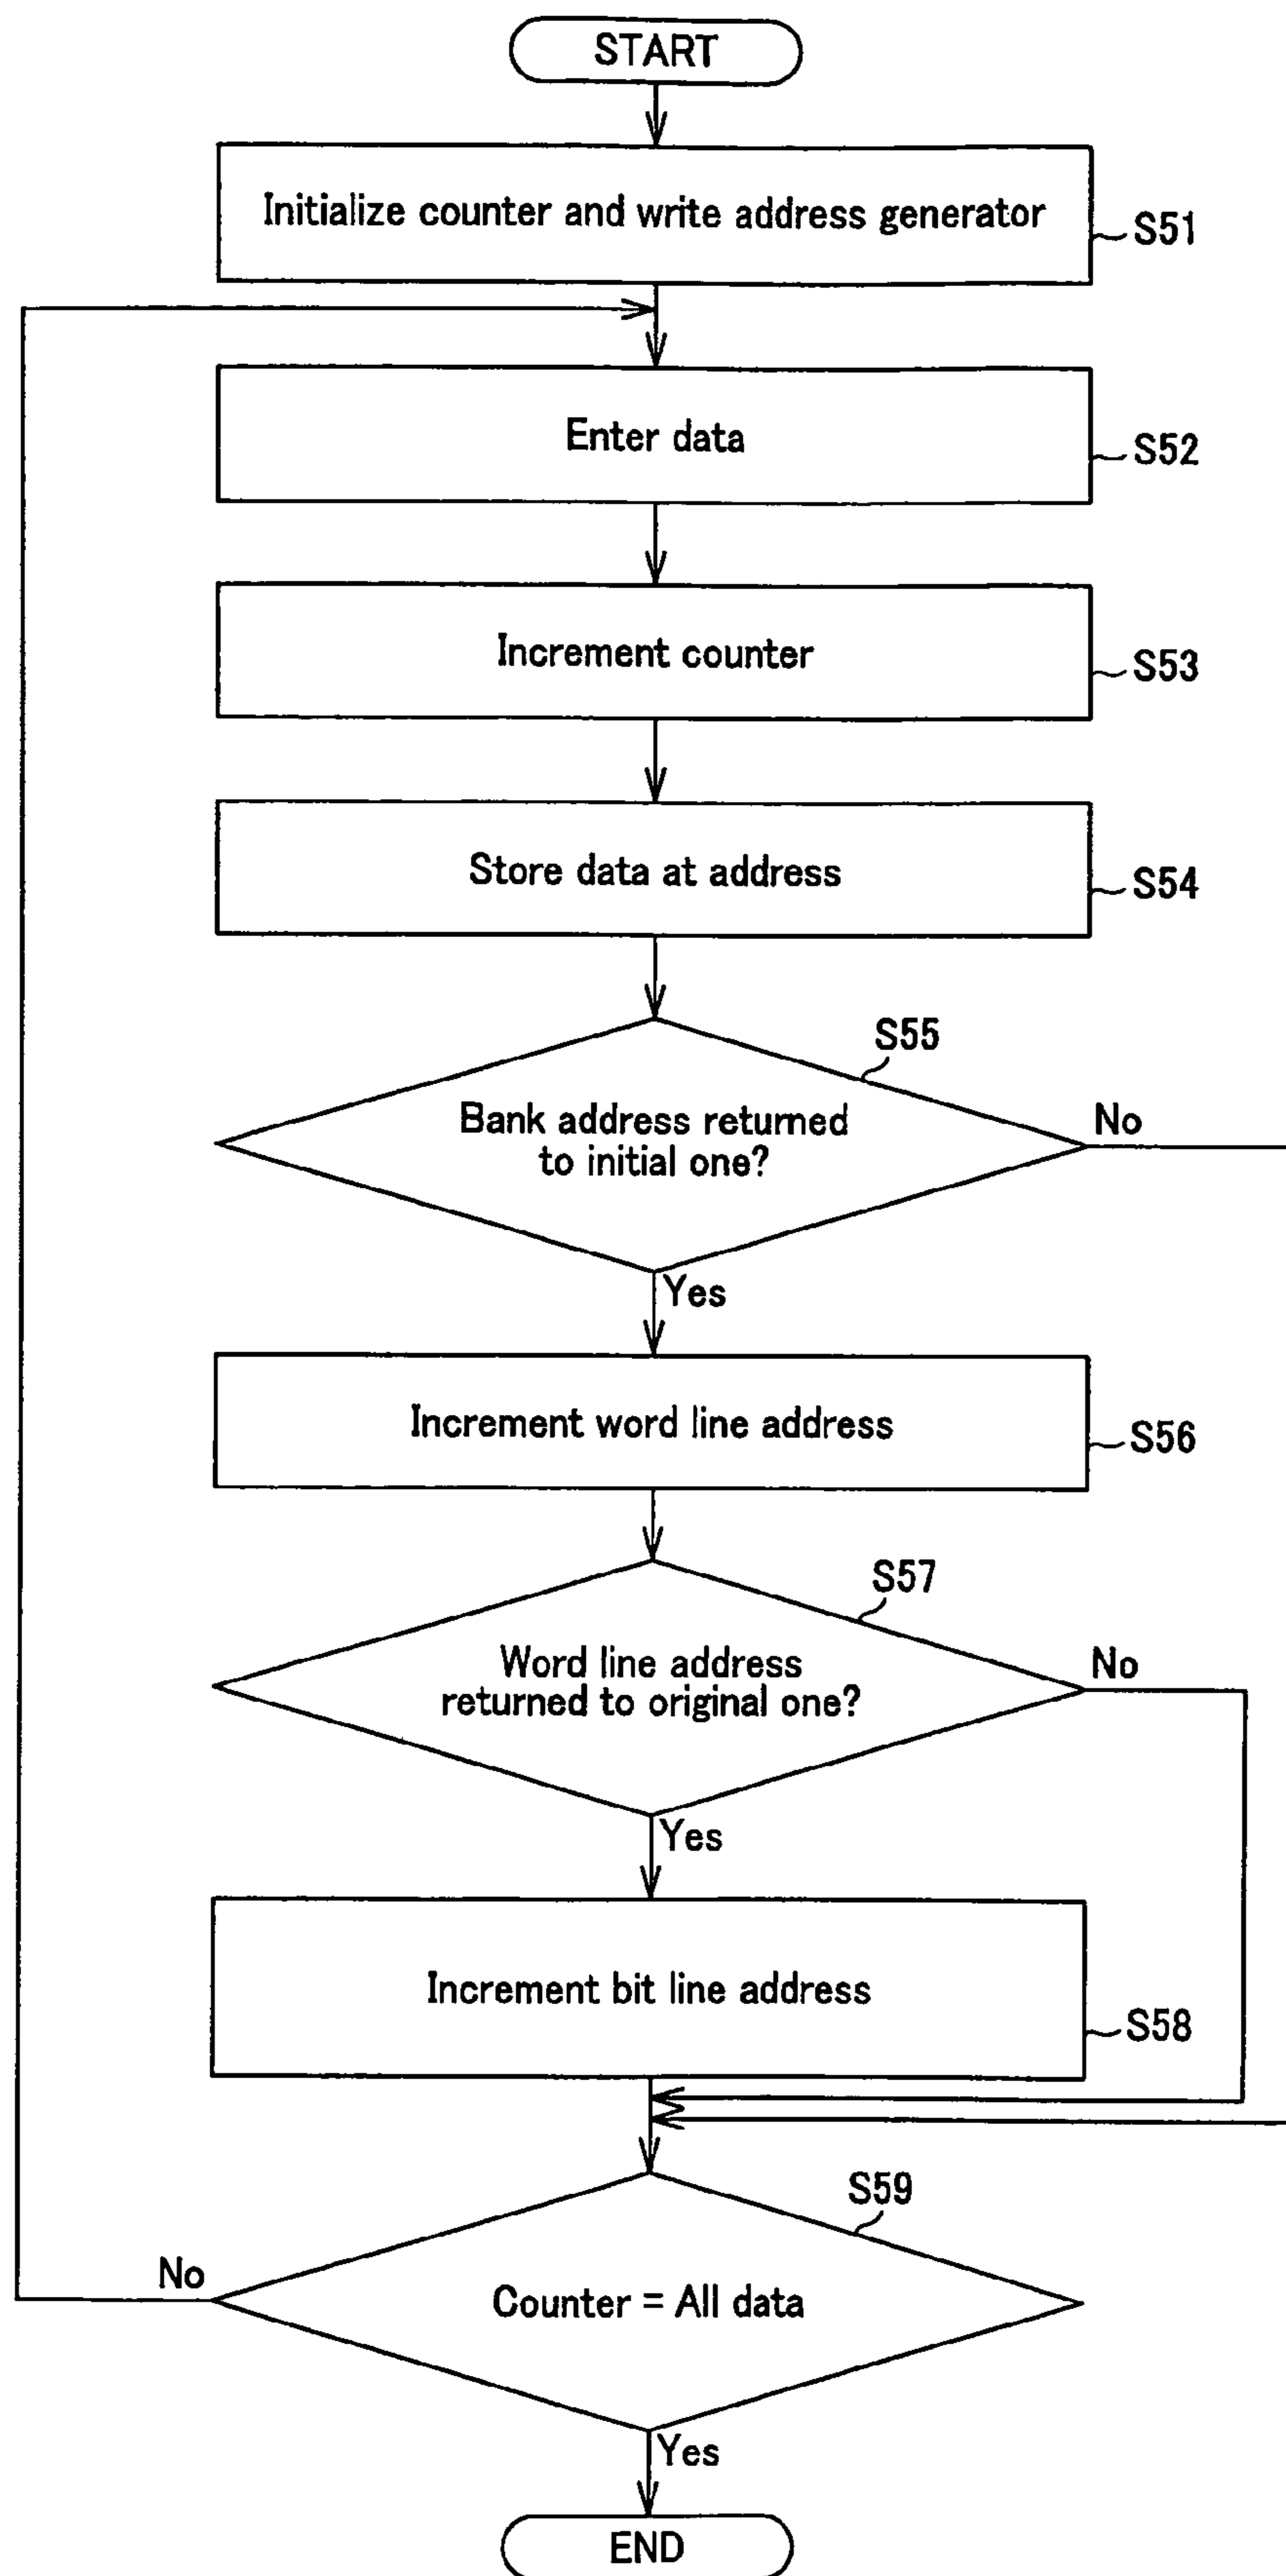 START
Initialize counter and write address generator
S51
Enter data
S52
Increment counter
S53
Store data at address
S54
S55
Bank address returned
to initial one?
No
Yes
Increment word line address
S56
S57
Word line address
returned to original one?
No
Yes
Increment bit line address
S58
S59
No
Counter = All data
Yes
END